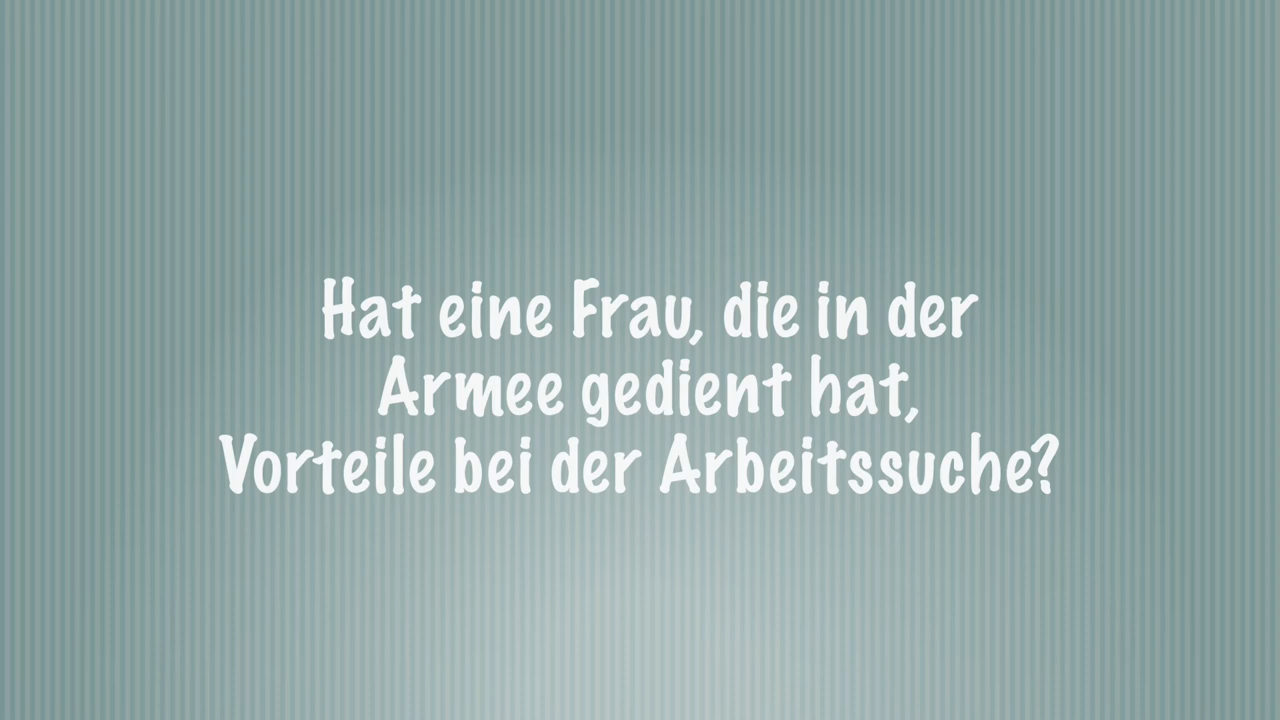 Hat eine Frau, die in der
Armee gedient hat,
Vorteile bei der Arbeitssuche?